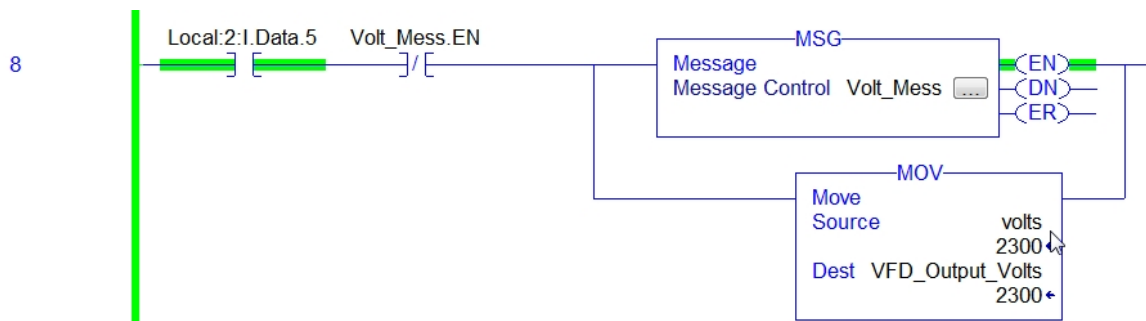 Local:2:I.Data.5 Volt_Mess.EN
8
MSG
Message
Message Control Volt_Mess ...
EN
DN
ER
MOV
Move
Source volts
2300
Dest VFD_Output_Volts
2300